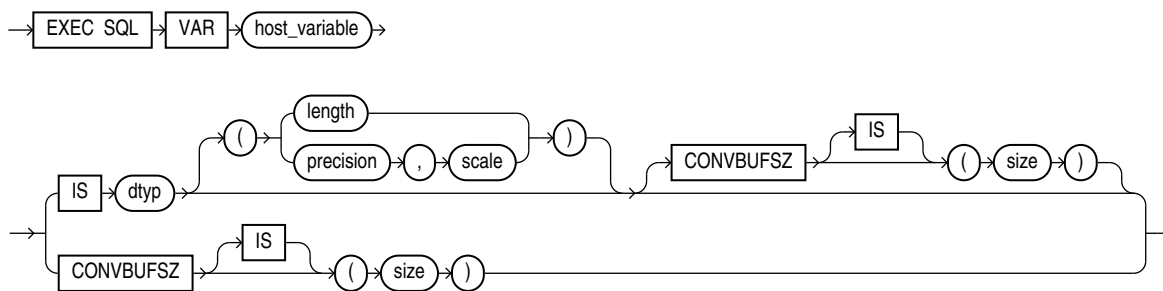 EXEC SQL VAR host_variable
length
( )
precision , scale
IS
CONVBUFSZ ( size )
IS dtyp
IS
CONVBUFSZ ( size )